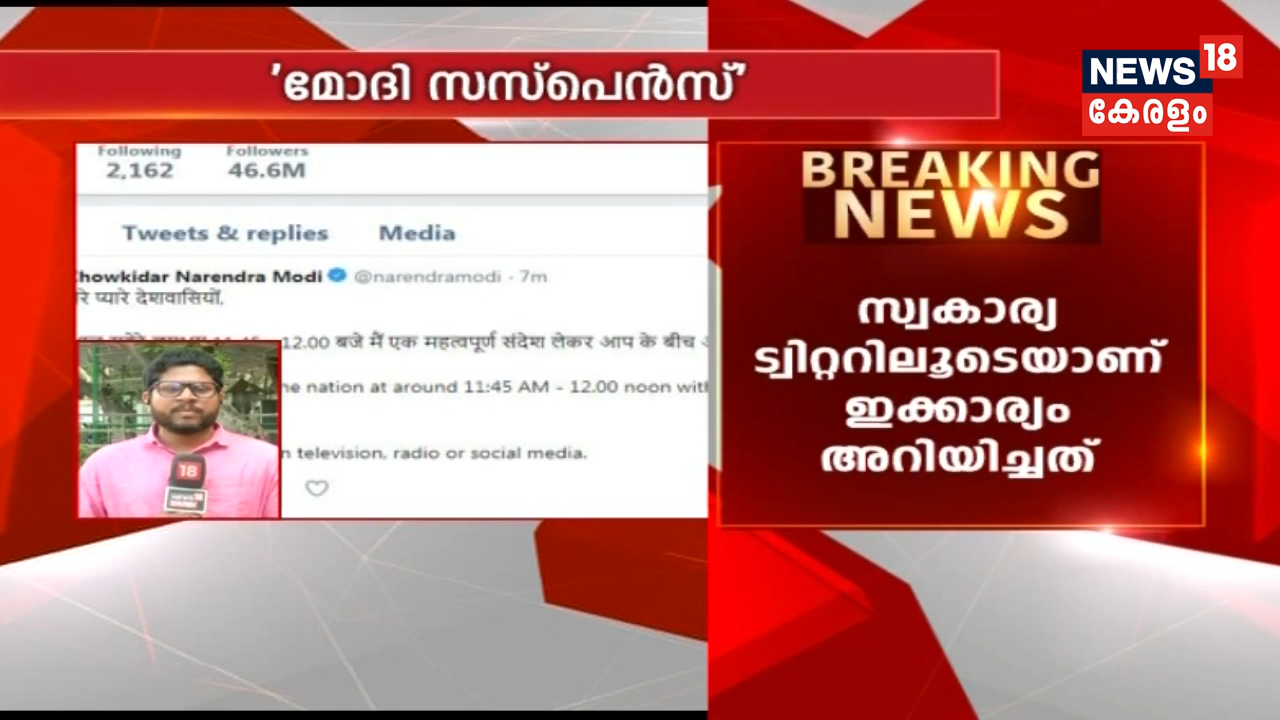 'മോദി സസ്പെൻസ്'
NEWS 18
കേരളം
Following Followers
2,162 46.6M
Tweets & replies Media
Chowkidar Narendra Modi @narendramodi · 7m
रे प्यारे देशवासियों,
12.00 बजे मैं एक महत्वपूर्ण संदेश लेकर आप के बीच
he nation at around 11:45 AM - 12.00 noon with
n television, radio or social media.
18
BREAKING
NEWS
സ്വകാര്യ
ട്വിറ്ററിലൂടെയാണ്
ഇക്കാര്യം
അറിയിച്ചത്